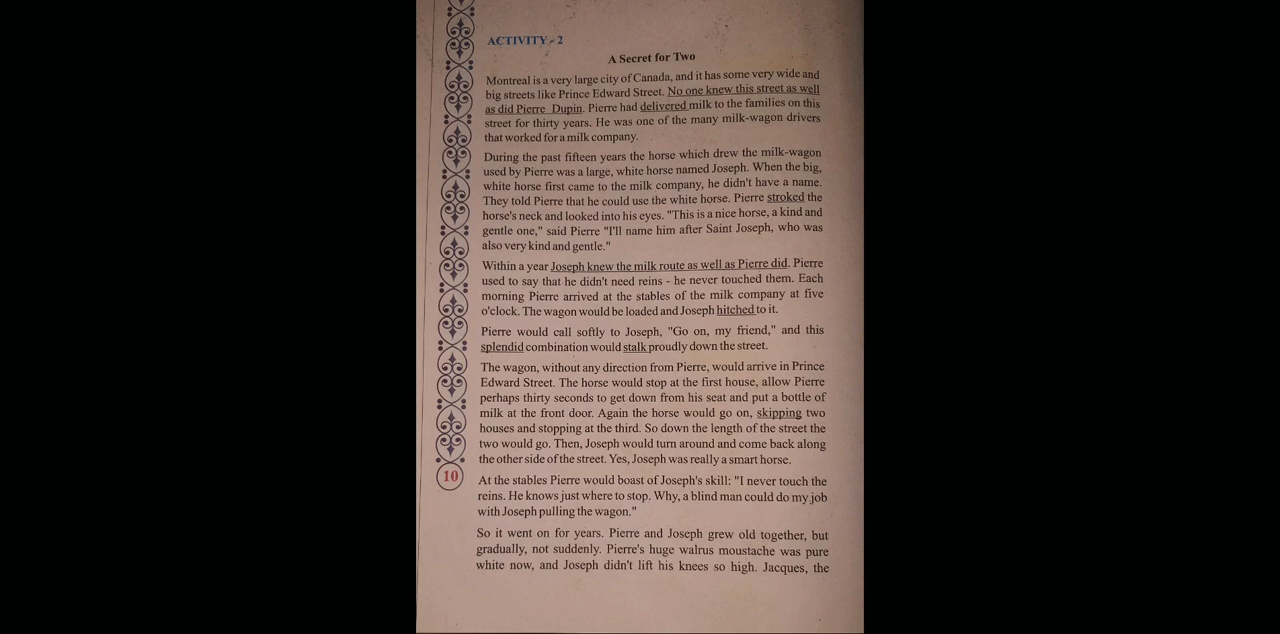 ACTIVITY - 2
A Secret for Two
Montreal is a very large city of Canada, and it has some very wide and
big streets like Prince Edward Street. No one knew this street as well
as did Pierre Dupin. Pierre had delivered milk to the families on this
street for thirty years. He was one of the many milk-wagon drivers
that worked for a milk company.
During the past fifteen years the horse which drew the milk-wagon
used by Pierre was a large, white horse named Joseph. When the big,
white horse first came to the milk company, he didn't have a name.
They told Pierre that he could use the white horse. Pierre stroked the
horse's neck and looked into his eyes. "This is a nice horse, a kind and
gentle one," said Pierre "I'll name him after Saint Joseph, who was
also very kind and gentle."
Within a year Joseph knew the milk route as well as Pierre did. Pierre
used to say that he didn't need reins - he never touched them. Each
morning Pierre arrived at the stables of the milk company at five
o'clock. The wagon would be loaded and Joseph hitched to it.
Pierre would call softly to Joseph, "Go on, my friend," and this
splendid combination would stalk proudly down the street.
The wagon, without any direction from Pierre, would arrive in Prince
Edward Street. The horse would stop at the first house, allow Pierre
perhaps thirty seconds to get down from his seat and put a bottle of
milk at the front door. Again the horse would go on, skipping two
houses and stopping at the third. So down the length of the street the
two would go. Then, Joseph would turn around and come back along
the other side of the street. Yes, Joseph was really a smart horse.
10
At the stables Pierre would boast of Joseph's skill: "I never touch the
reins. He knows just where to stop. Why, a blind man could do my job
with Joseph pulling the wagon."
So it went on for years. Pierre and Joseph grew old together, but
gradually, not suddenly. Pierre's huge walrus moustache was pure
white now, and Joseph didn't lift his knees so high. Jacques, the